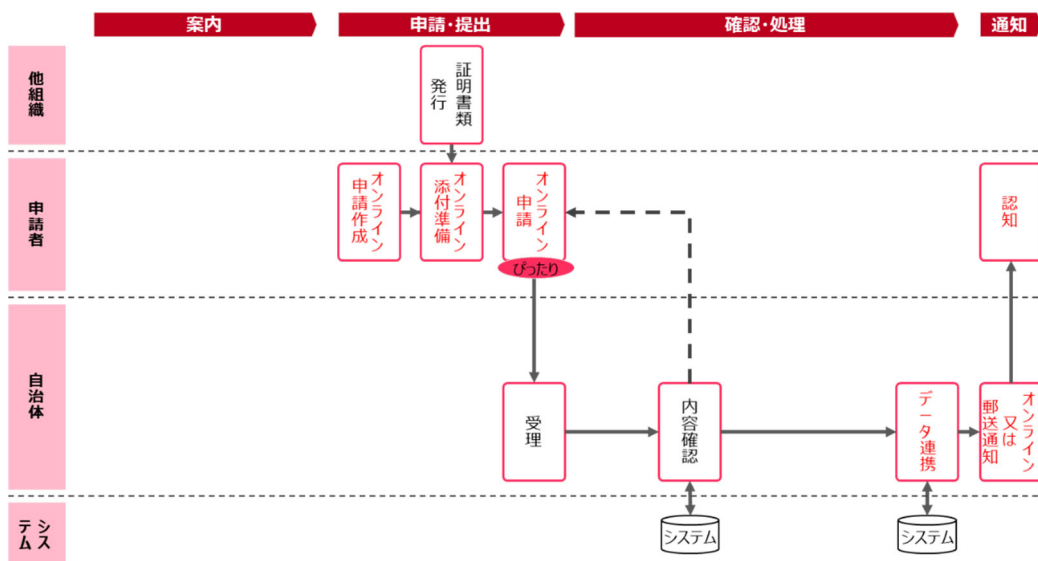 案内
申請・提出
確認・処理
通知
他組織
証明書類
発行
申請者
オンライン
申請作成
オンライン
添付準備
オンライン
申請
ぴったり
認知
自治体
受理
内容確認
データ連携
オンライン
又は
郵送通知
シス
テム
システム
システム